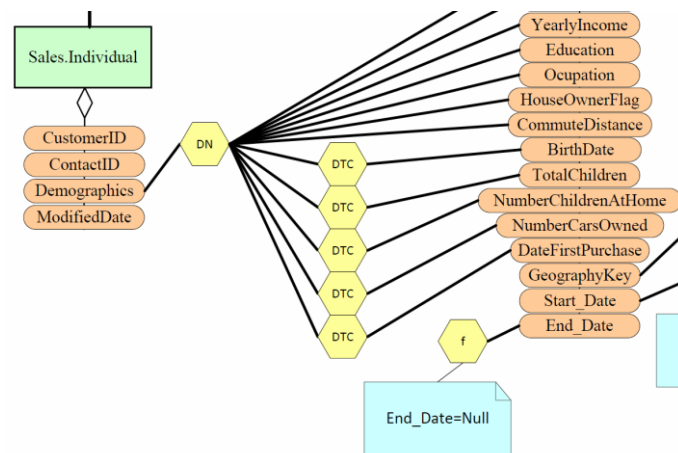 Sales.Individual
CustomerID
ContactID
Demographics
ModifiedDate
DN
DTC
DTC
DTC
DTC
DTC
YearlyIncome
Education
Ocupation
HouseOwnerFlag
CommuteDistance
BirthDate
TotalChildren
NumberChildrenAtHome
NumberCarsOwned
DateFirstPurchase
GeographyKey
Start_Date
End_Date
f
End_Date=Null